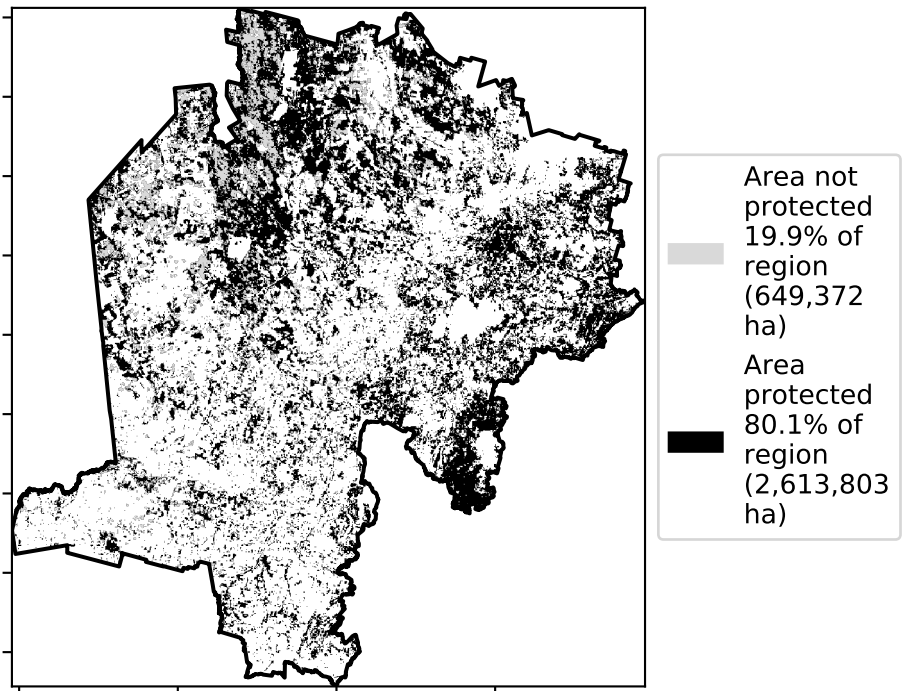 Area not
protected
19.9% of
region
(649,372
ha)
Area
protected
80.1% of
region
(2,613,803
ha)